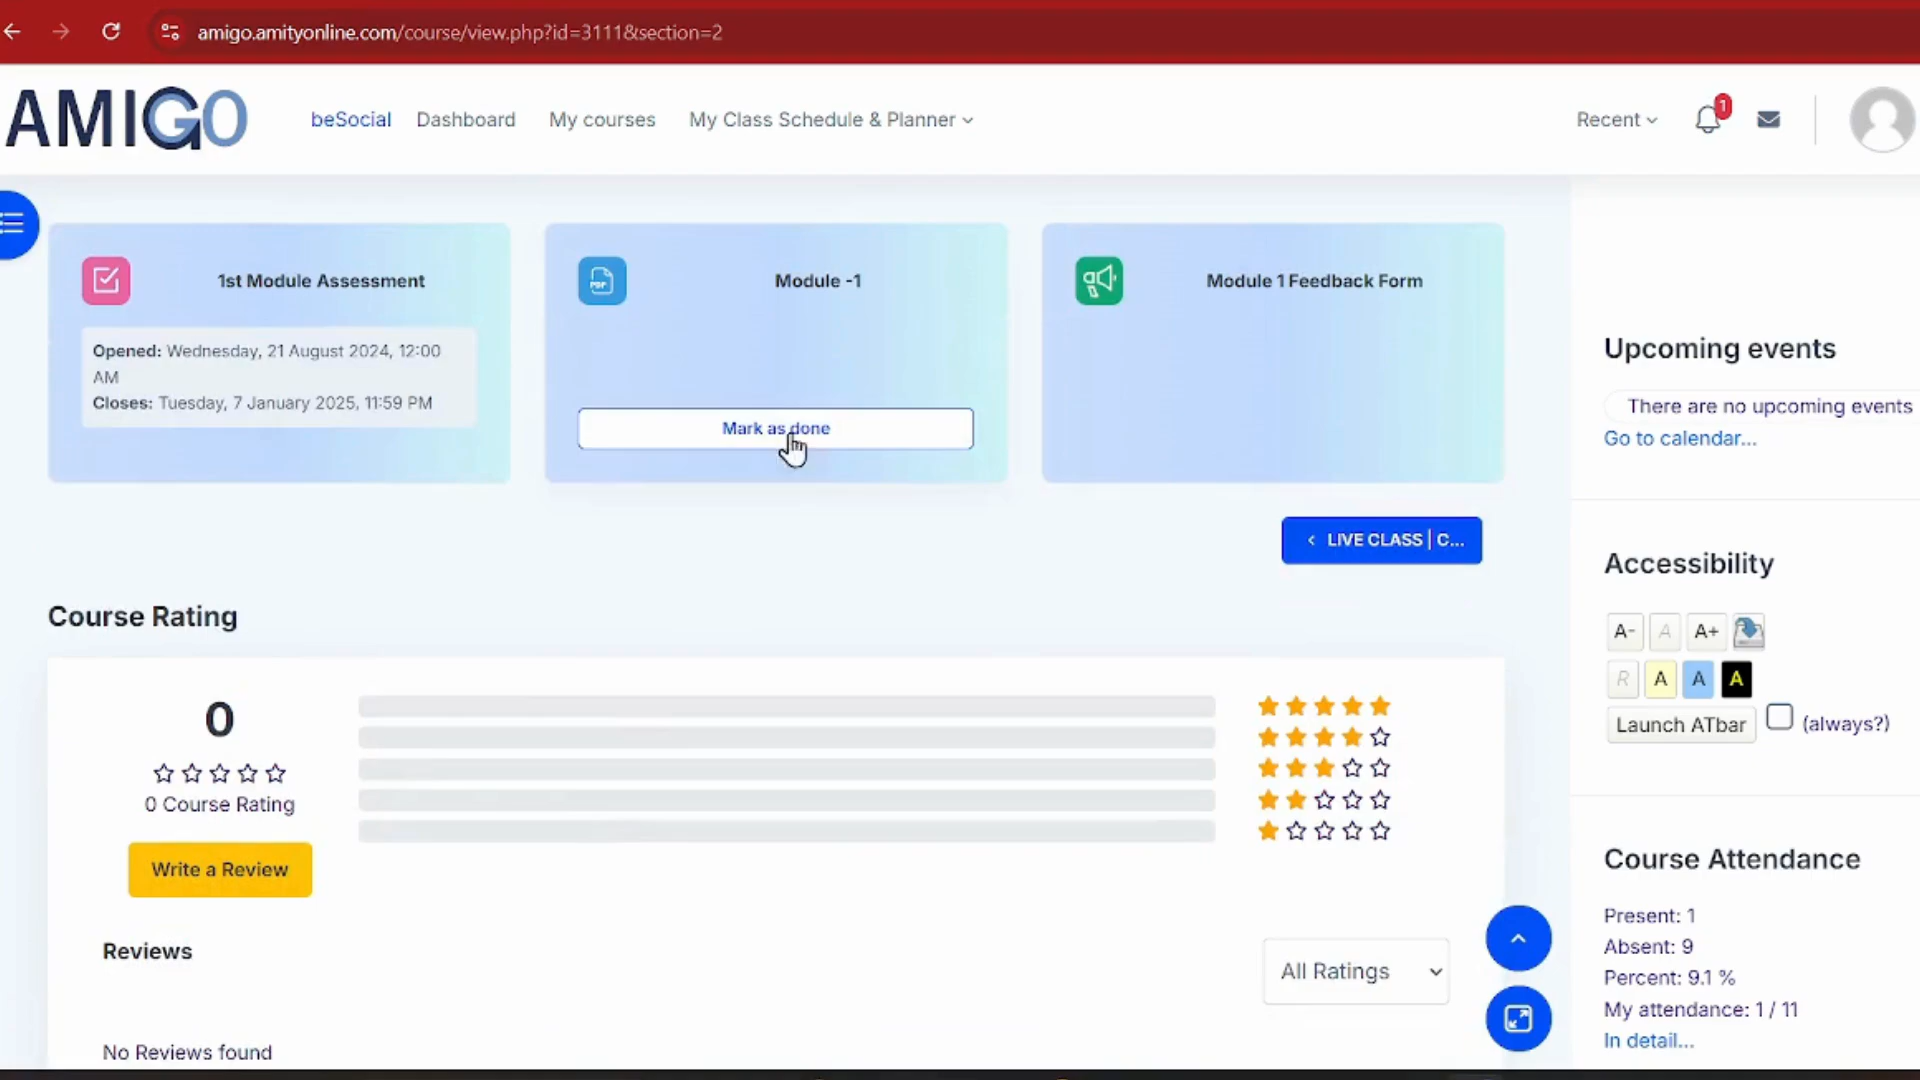 amigo.amityonline.com/course/view.php?id=3111&section=2
AMIGO
beSocial Dashboard My courses My Class Schedule & Planner
Recent
1
1st Module Assessment
Opened: Wednesday, 21 August 2024, 12:00
AM
Closes: Tuesday, 7 January 2025, 11:59 PM
PDF
Module -1
Mark as done
Module 1 Feedback Form
< LIVE CLASS | C...
Course Rating
0
0 Course Rating
Write a Review
Reviews
All Ratings
No Reviews found
Upcoming events
There are no upcoming events
Go to calendar...
Accessibility
A- A A+
R A A A
Launch ATbar (always?)
Course Attendance
Present: 1
Absent: 9
Percent: 9.1 %
My attendance: 1 / 11
In detail...